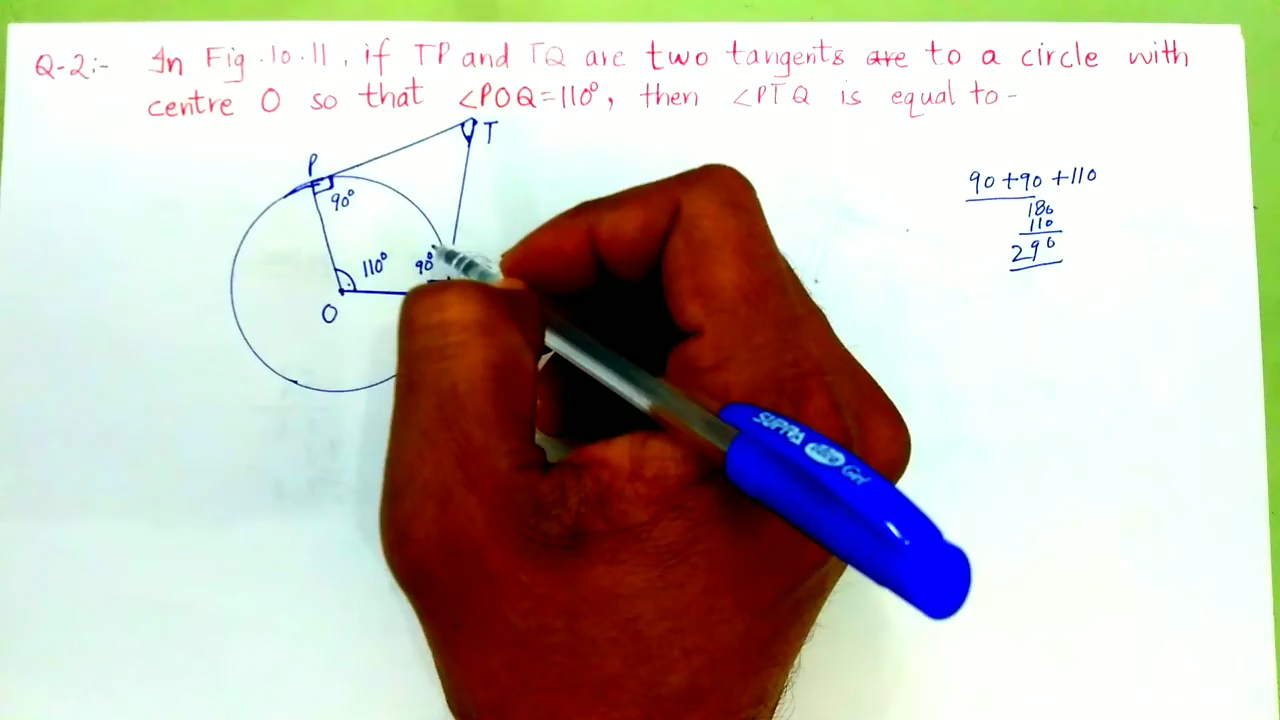 Q-2:- In Fig.10.11, if TP and TQ are two tangents are to a circle with
centre O so that ∠POQ=110°, then ∠PTQ is equal to-
T
P
90°
110°
90°
O
90+90+110
180
110
290
SUPPA
Gel